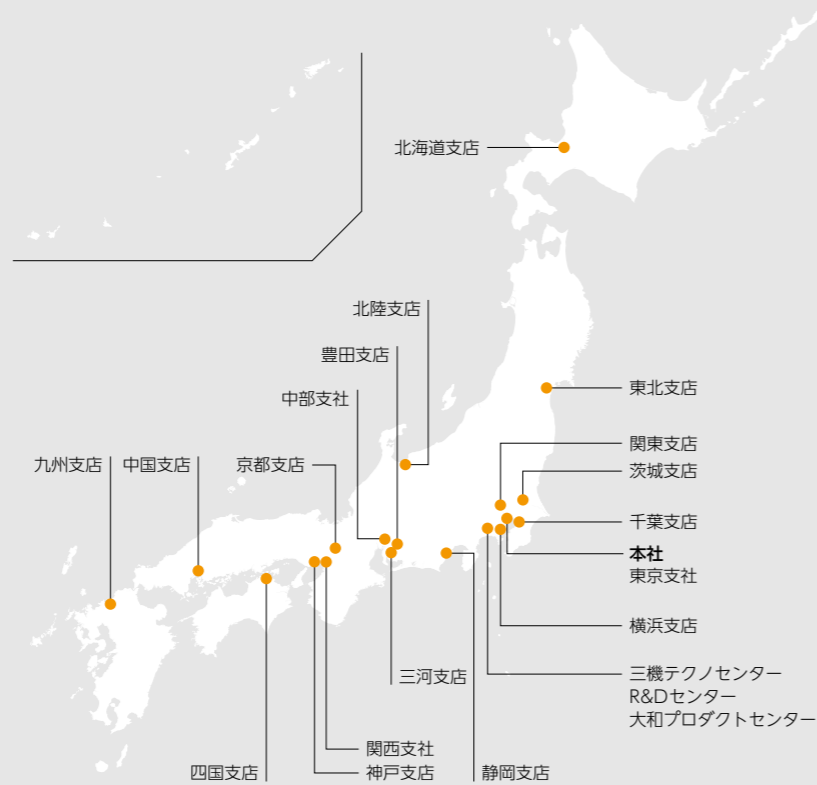 北海道支店
北陸支店
豊田支店
中部支社
東北支店
関東支店
九州支店
中国支店
京都支店
茨城支店
千葉支店
本社
東京支社
横浜支店
三河支店
三機テクノセンター
R&Dセンター
大和プロダクトセンター
関西支社
四国支店
神戸支店
静岡支店